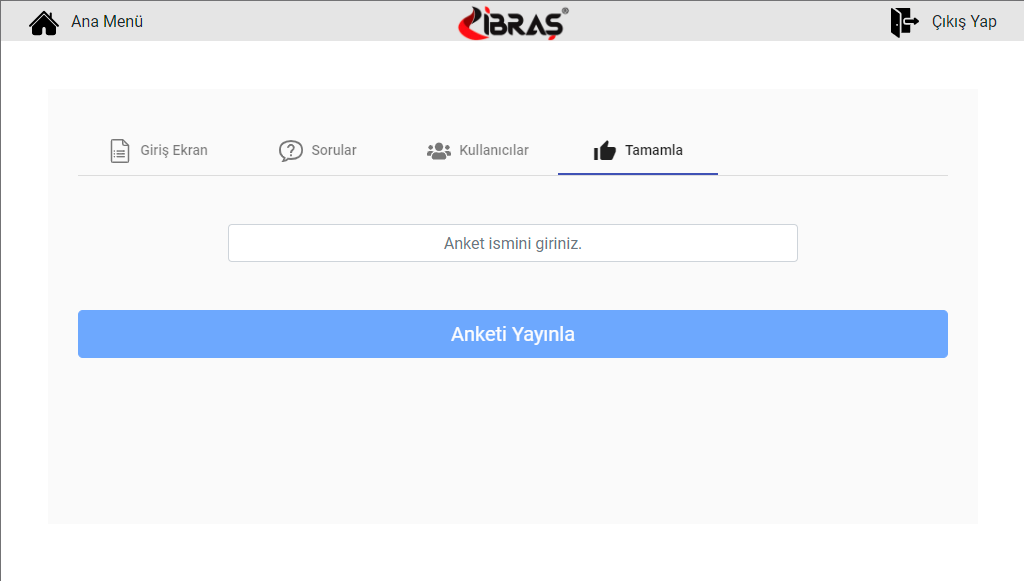 Ana Menü
İBRAŞ®
Çıkış Yap
Giriş Ekran
Sorular
Kullanıcılar
Tamamla
Anket ismini giriniz.
Anketi Yayınla